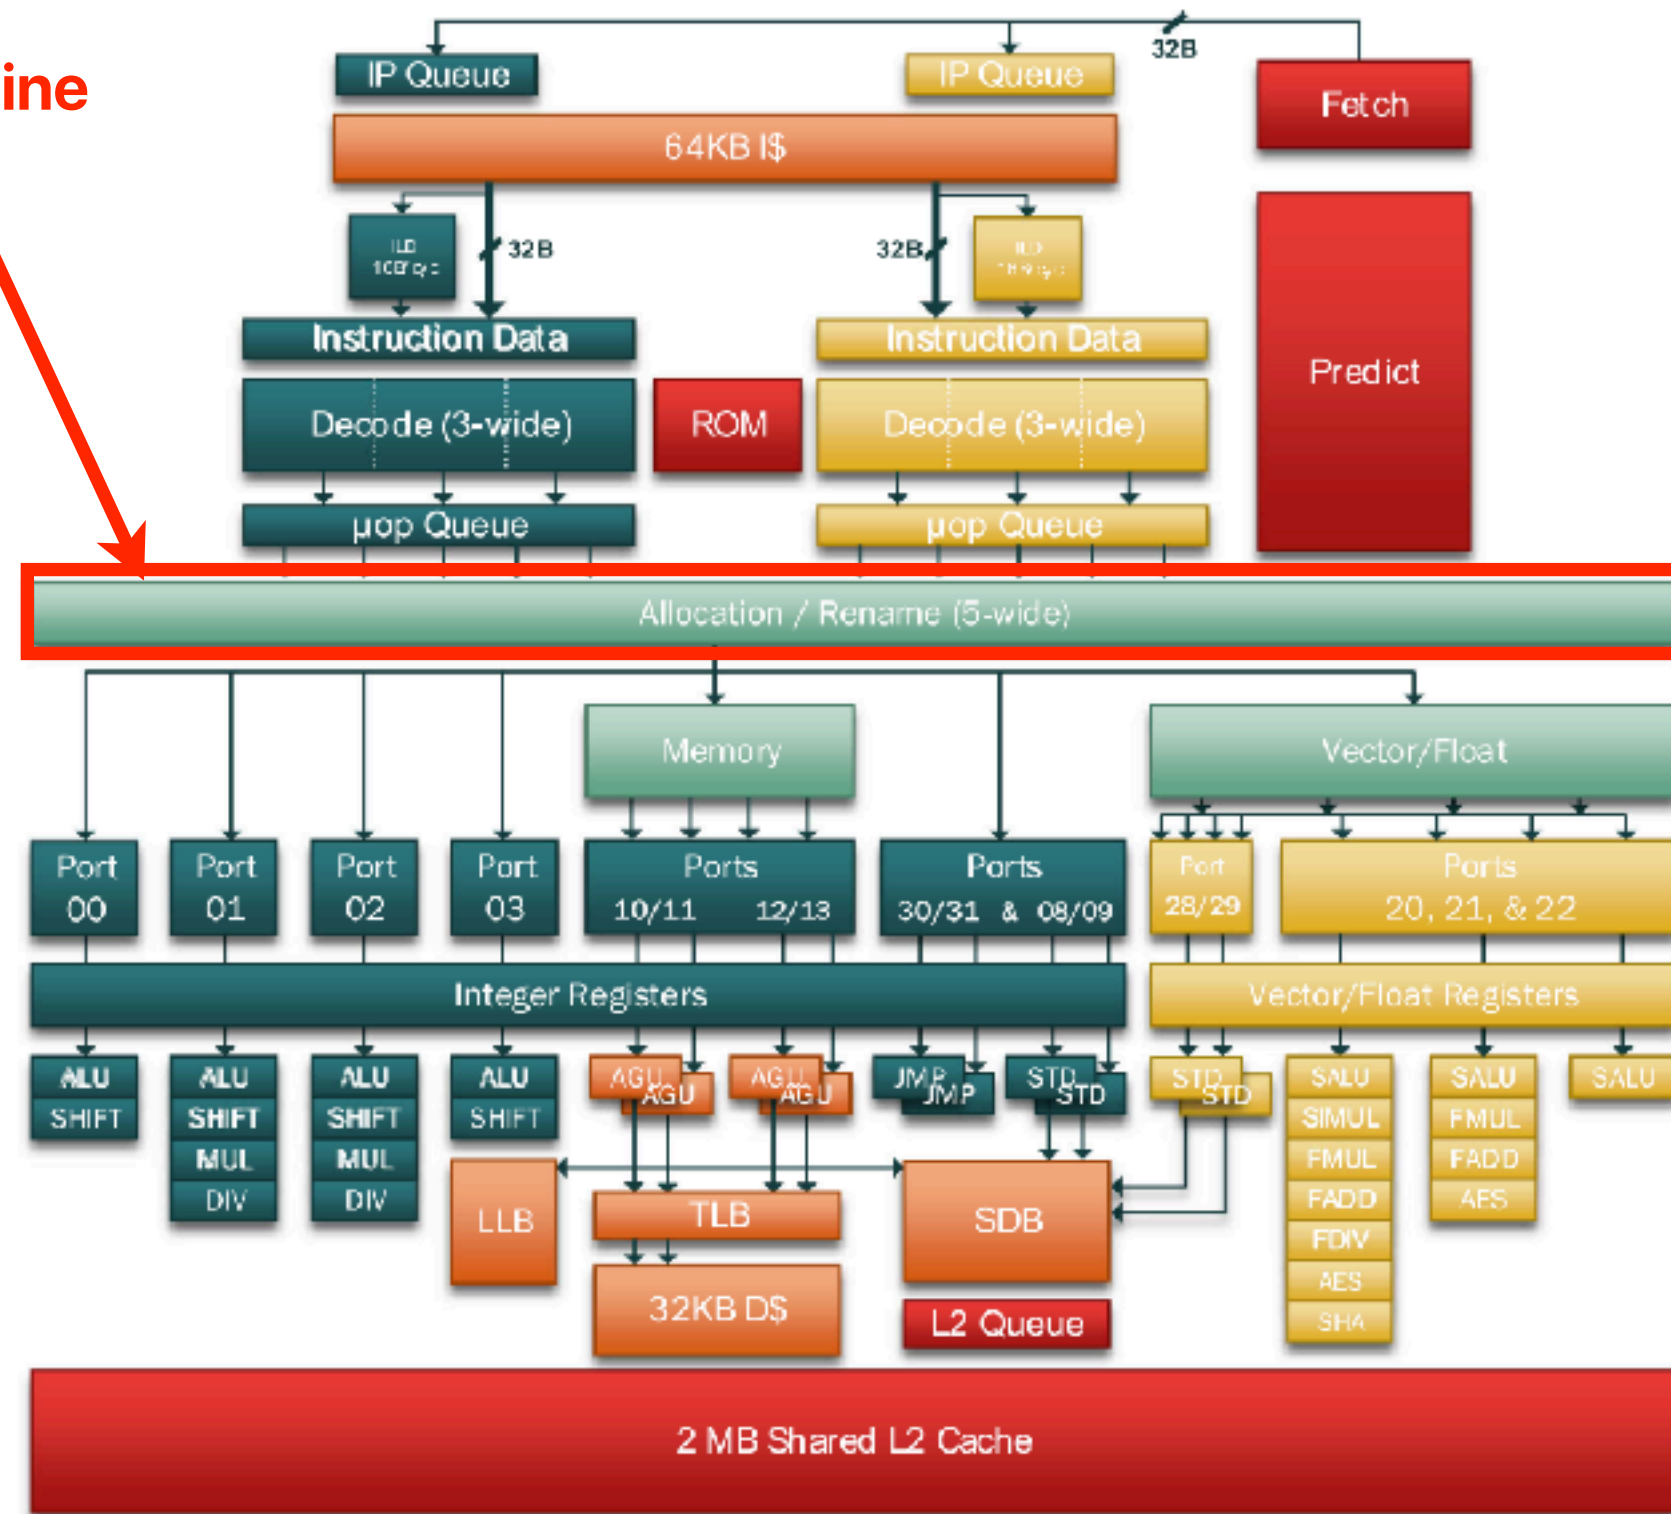 ine
32B
IP Queue
IP Queue
Fetch
64KB I$
ILD
32B
32B
ILD
Instruction Data
Instruction Data
Predict
Decode (3-wide)
ROM
Decode (3-wide)
µop Queue
µop Queue
Allocation / Rename (5-wide)
Memory
Vector/Float
Port
00
Port
01
Port
02
Port
03
Ports
10/11 12/13
Ports
30/31 & 08/09
Port
28/29
Ports
20, 21, & 22
Integer Registers
Vector/Float Registers
ALU
SHIFT
ALU
SHIFT
MUL
DIV
ALU
SHIFT
MUL
DIV
ALU
SHIFT
AGU
AGU
AGU
AGU
JMP
JMP
STD
STD
STD
STD
SALU
SIMUL
FMUL
FADD
FDIV
AES
SHA
SALU
FMUL
FADD
AES
SALU
LLB
TLB
SDB
32KB D$
L2 Queue
2 MB Shared L2 Cache